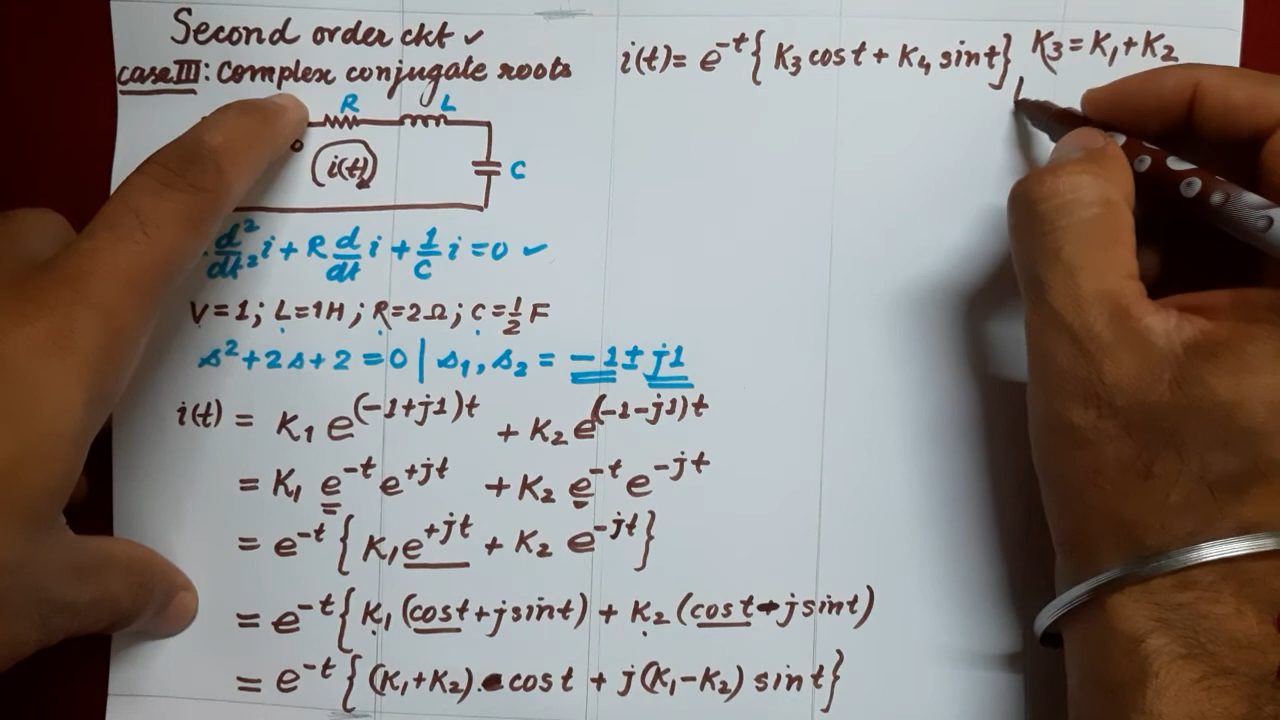 Second order ckt ✓
case III: Complex conjugate roots
R L
i(t)
C
d²/dt² i + R d/dt i + 1/C i = 0 ✓
V=1; L=1H; R=2Ω; C=½F
s²+2s+2=0 | s₁, s₂ = -1±j1
i(t) = K₁ e^(-1+j1)t + K₂ e^(-1-j1)t
= K₁ e^-t e^+jt + K₂ e^-t e^-jt
= e^-t { K₁ e^+jt + K₂ e^-jt }
= e^-t { K₁ (cost+jsint) + K₂ (cost-jsint)
= e^-t { (K₁+K₂). cost + j(K₁-K₂) sint }
i(t) = e^-t { K₃ cost + K₄ sint } K₃=K₁+K₂